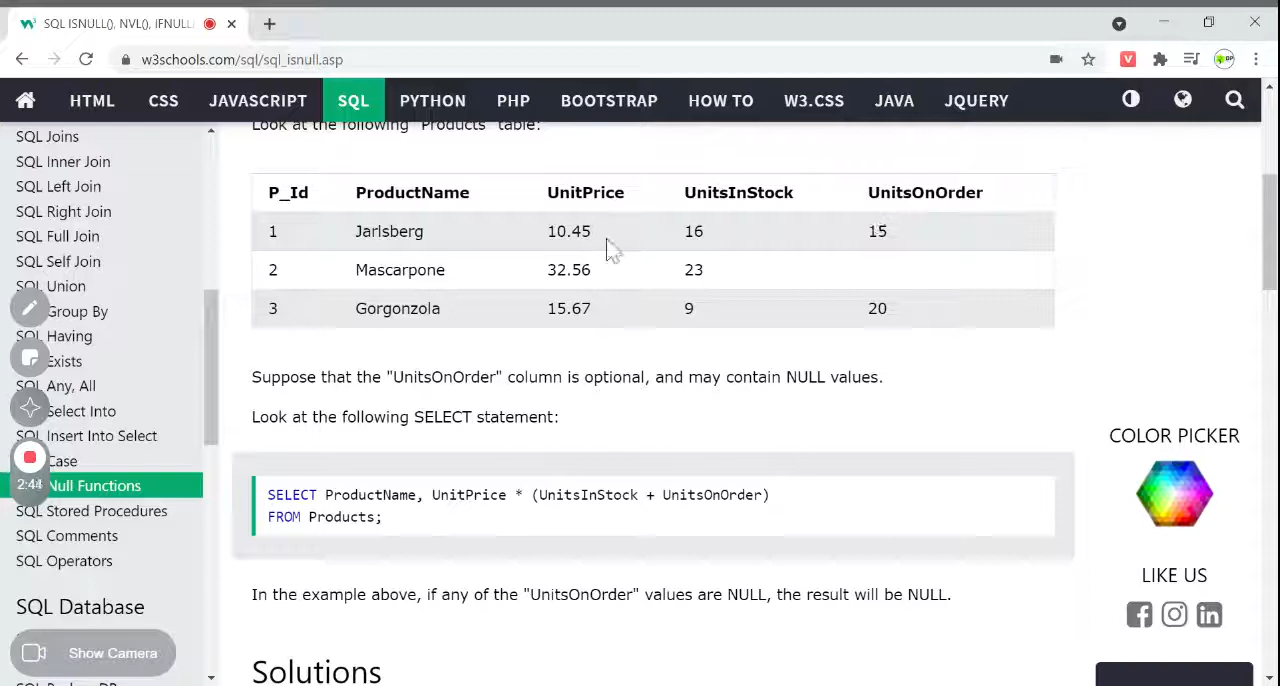 SQL ISNULL(), NVL(), IFNULL
w3schools.com/sql/sql_isnull.asp
HTML CSS JAVASCRIPT SQL PYTHON PHP BOOTSTRAP HOW TO W3.CSS JAVA JQUERY
SQL Joins
SQL Inner Join
SQL Left Join
SQL Right Join
SQL Full Join
SQL Self Join
SQL Union
Group By
SQL Having
Exists
SQL Any, All
Select Into
SQL Insert Into Select
Case
2:44
Null Functions
SQL Stored Procedures
SQL Comments
SQL Operators
SQL Database
Show Camera
Look at the following "Products" table:
P_Id ProductName UnitPrice UnitsInStock UnitsOnOrder
1 Jarlsberg 10.45 16 15
2 Mascarpone 32.56 23
3 Gorgonzola 15.67 9 20
Suppose that the "UnitsOnOrder" column is optional, and may contain NULL values.
Look at the following SELECT statement:
SELECT ProductName, UnitPrice * (UnitsInStock + UnitsOnOrder)
FROM Products;
In the example above, if any of the "UnitsOnOrder" values are NULL, the result will be NULL.
Solutions
COLOR PICKER
LIKE US